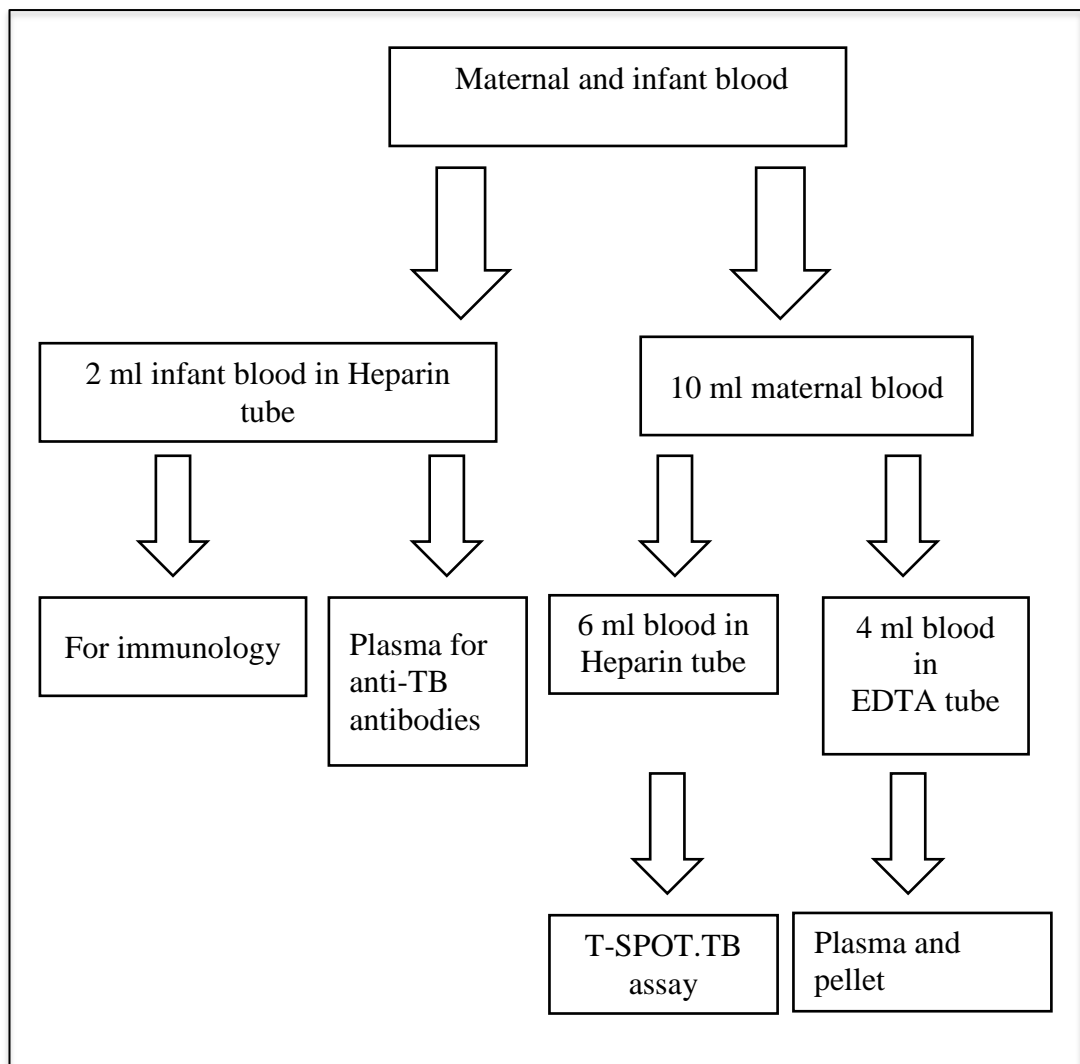 Maternal and infant blood
2 ml infant blood in Heparin
tube
10 ml maternal blood
For immunology
Plasma for
anti-TB
antibodies
6 ml blood in
Heparin tube
4 ml blood
in
EDTA tube
T-SPOT.TB
assay
Plasma and
pellet